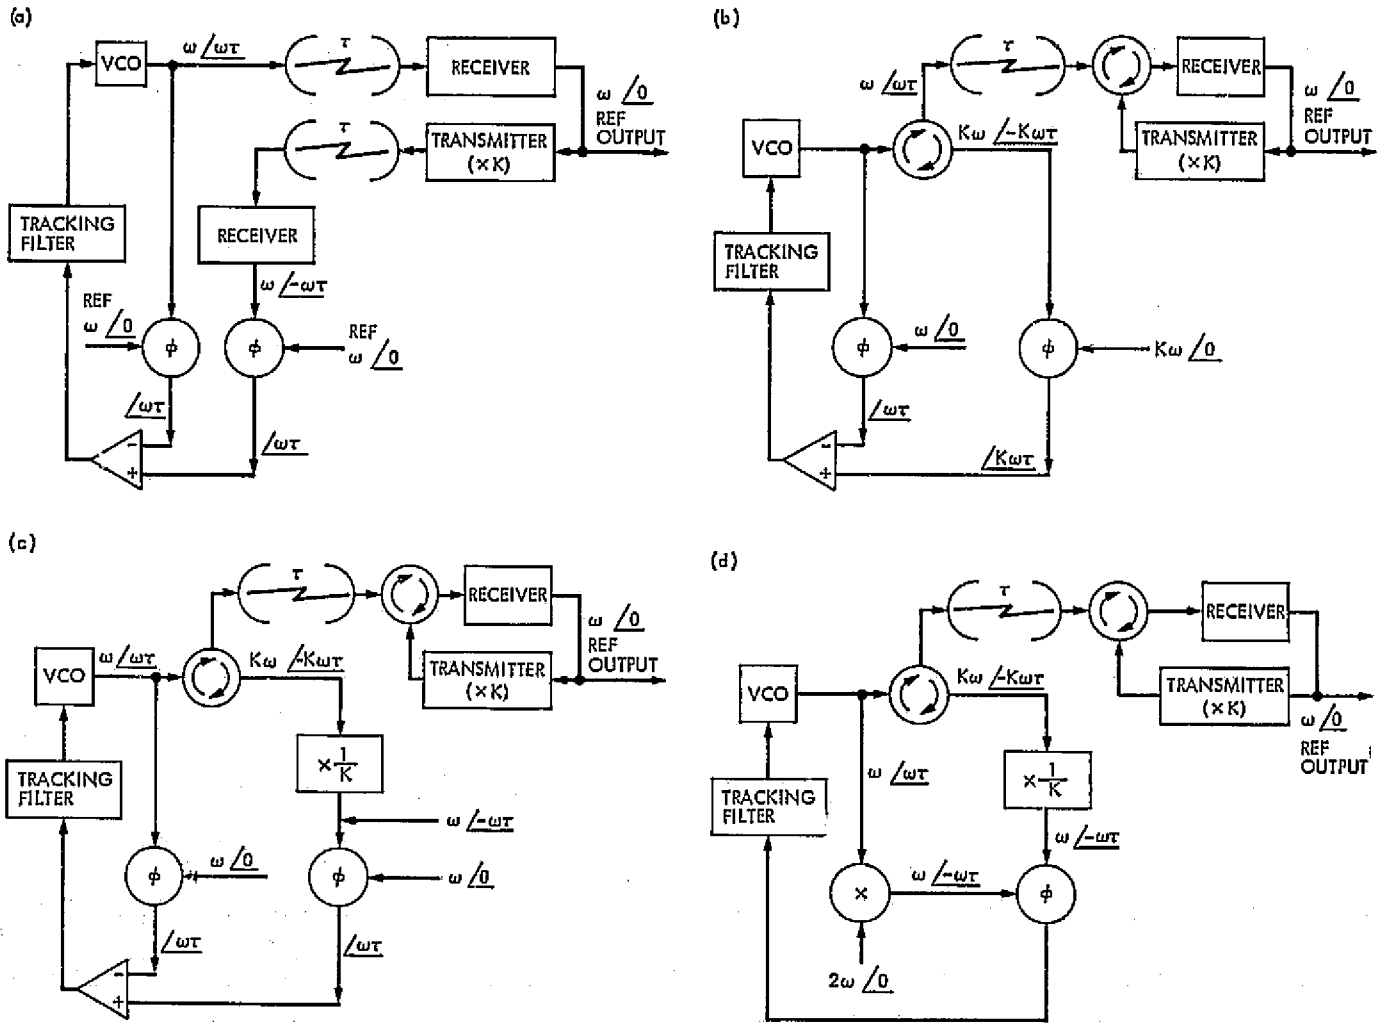 (a)
VCO
ω /ωτ
τ
RECEIVER
ω /0
REF
OUTPUT
τ
TRANSMITTER
(×K)
TRACKING
FILTER
RECEIVER
ω /-ωτ
REF
ω /0
ϕ
ϕ
REF
ω /0
/ωτ
/ωτ
-
+
(b)
τ
RECEIVER
ω /ωτ
ω /0
REF
OUTPUT
VCO
Kω /-Kωτ
TRANSMITTER
(×K)
TRACKING
FILTER
ϕ
ω /0
ϕ
Kω /0
/ωτ
-
+
/Kωτ
(c)
τ
RECEIVER
ω /0
REF
OUTPUT
VCO
ω /ωτ
Kω /-Kωτ
TRANSMITTER
(×K)
× 1/K
TRACKING
FILTER
ω /-ωτ
ϕ
ω /0
ϕ
ω /0
/ωτ
/ωτ
-
+
(d)
τ
RECEIVER
VCO
Kω /-Kωτ
TRANSMITTER
(×K)
ω /0
REF
OUTPUT
ω /ωτ
× 1/K
TRACKING
FILTER
ω /-ωτ
×
ω /-ωτ
ϕ
2ω /0